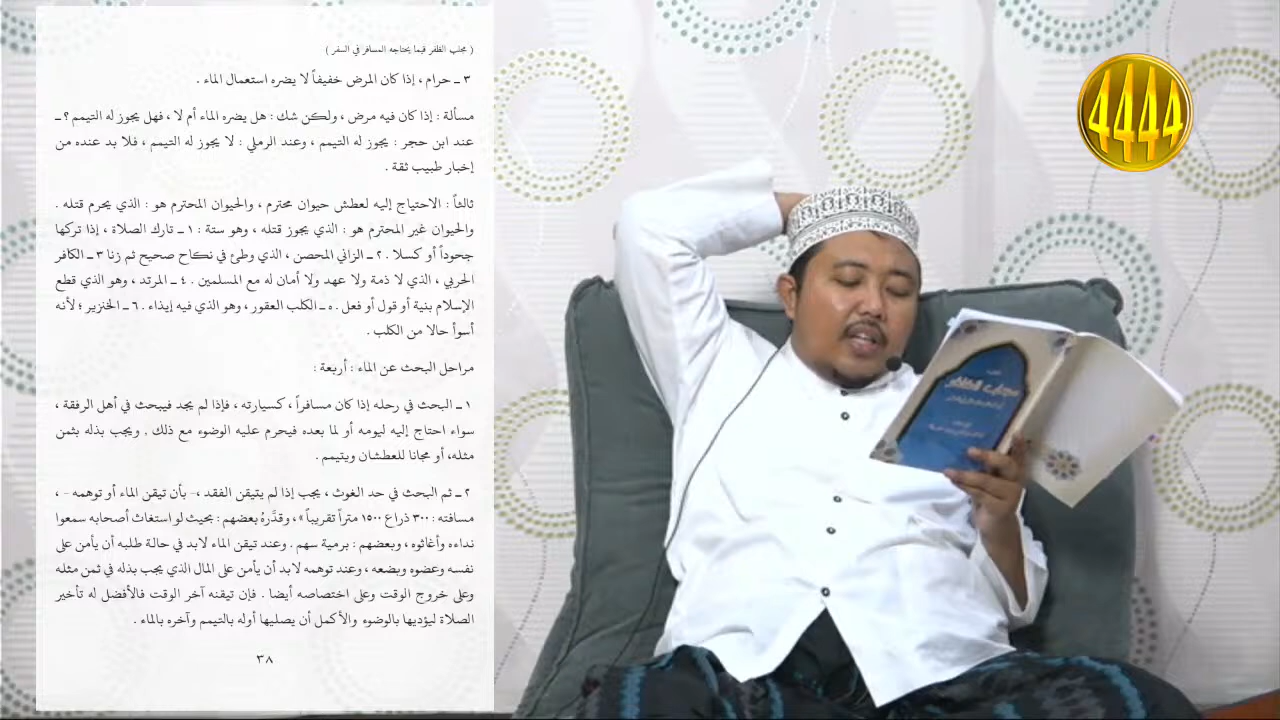 ( مجلب الظفر فيما يحتاجه المسافر في السفر )
٣ ـ حرام ، إذا كان المرض خفيفاً لا يضره استعمال الماء .
مسألة : إذا كان فيه مرض ، ولكن شك : هل يضره الماء أم لا ، فهل يجوز له التيمم ؟ ــ
عند ابن حجر : يجوز له التيمم ، وعند الرملي : لا يجوز له التيمم ، فلا بد عنده من
إخبار طبيب ثقة .
ثالثاً : الاحتياج إليه لعطش حيوان محترم ، والحيوان المحترم هو : الذي يحرم قتله .
والحيوان غير المحترم هو : الذي يجوز قتله ، وهو ستة : ١ ـ تارك الصلاة ، إذا تركها
جحوداً أو كسلا . ٢ ـ الزاني المحصن ، الذي وطئ في نكاح صحيح ثم زنا ٣ ـ الكافر
الحربي ، الذي لا ذمة ولا عهد ولا أمان له مع المسلمين . ٤ ـ المرتد ، وهو الذي قطع
الإسلام بنية أو قول أو فعل . ٥ ـ الكلب العقور ، وهو الذي فيه إيذاء . ٦ ـ الخنزير ؛ لأنه
أسوأ حالا من الكلب .
مراحل البحث عن الماء : أربعة :
١ ـ البحث في رحله إذا كان مسافراً ، كسيارته ، فإذا لم يجد فيبحث في أهل الرفقة ،
سواء احتاج إليه ليومه أو لما بعده فيحرم عليه الوضوء مع ذلك . ويجب بذله بثمن
مثله، أو مجانا للعطشان ويتيمم .
٢ ـ ثم البحث في حد الغوث ، يجب إذا لم يتيقن الفقد ،- بأن تيقن الماء أو توهمه - ،
مسافته : ٣٠٠ ذراع ١٥٠٠ متراً تقريباً » ، وقدَّرهُ بعضهم : بحيث لو استغاث أصحابه سمعوا
نداءه وأغاثوه ، وبعضهم : برمية سهم . وعند تيقن الماء لابد في حالة طلبه أن يأمن على
نفسه وعضوه وبضعه ، وعند توهمه لابد أن يأمن على المال الذي يجب بذله في ثمن مثله
وعلى خروج الوقت وعلى اختصاصه أيضا . فإن تيقنه آخر الوقت فالأفضل له تأخير
الصلاة ليؤديها بالوضوء والأكمل أن يصليها أوله بالتيمم وآخره بالماء .
٣٨
4444
مجلب الظفر